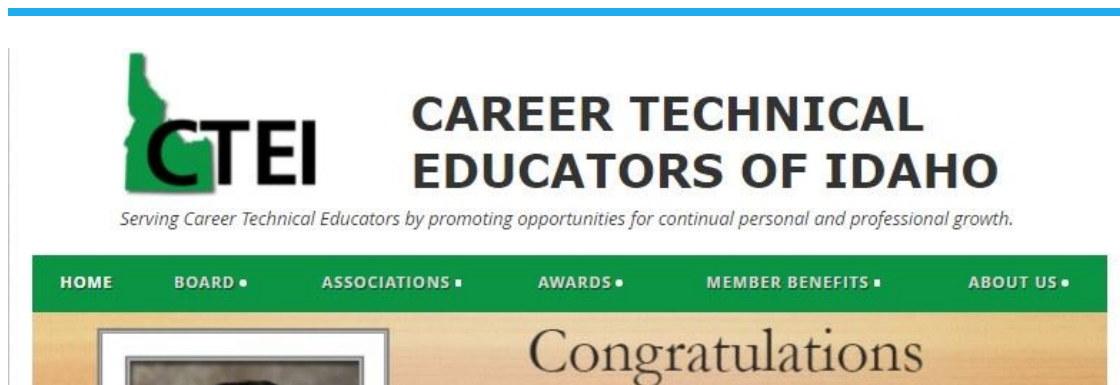 CTEI
CAREER TECHNICAL
EDUCATORS OF IDAHO
Serving Career Technical Educators by promoting opportunities for continual personal and professional growth.
HOME BOARD ASSOCIATIONS AWARDS MEMBER BENEFITS ABOUT US
Congratulations